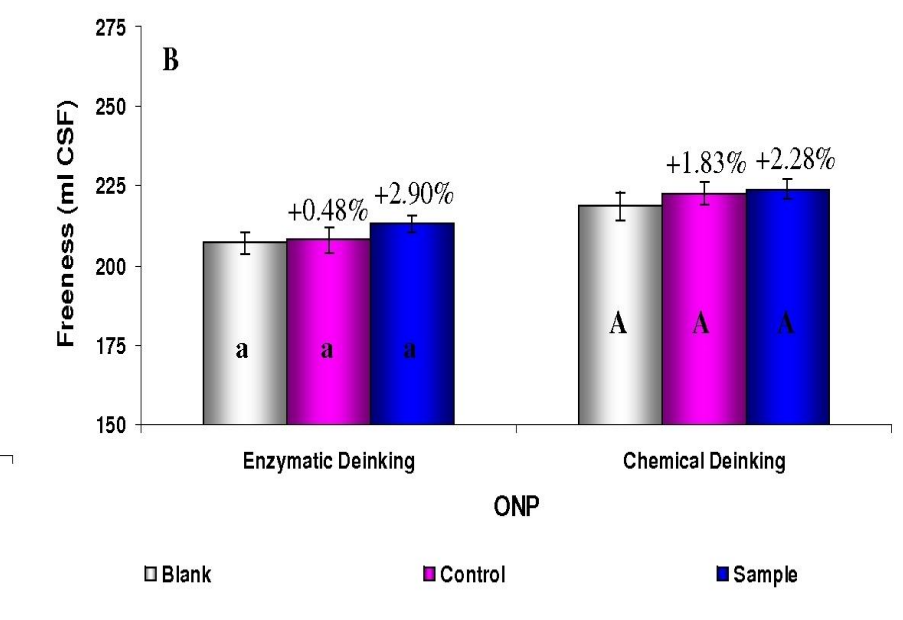 275
B
250
+1.83% +2.28%
225
+0.48% +2.90%
200
A A A
175
a a a
150
Freeness (ml CSF)
Enzymatic Deinking Chemical Deinking
ONP
Blank Control Sample